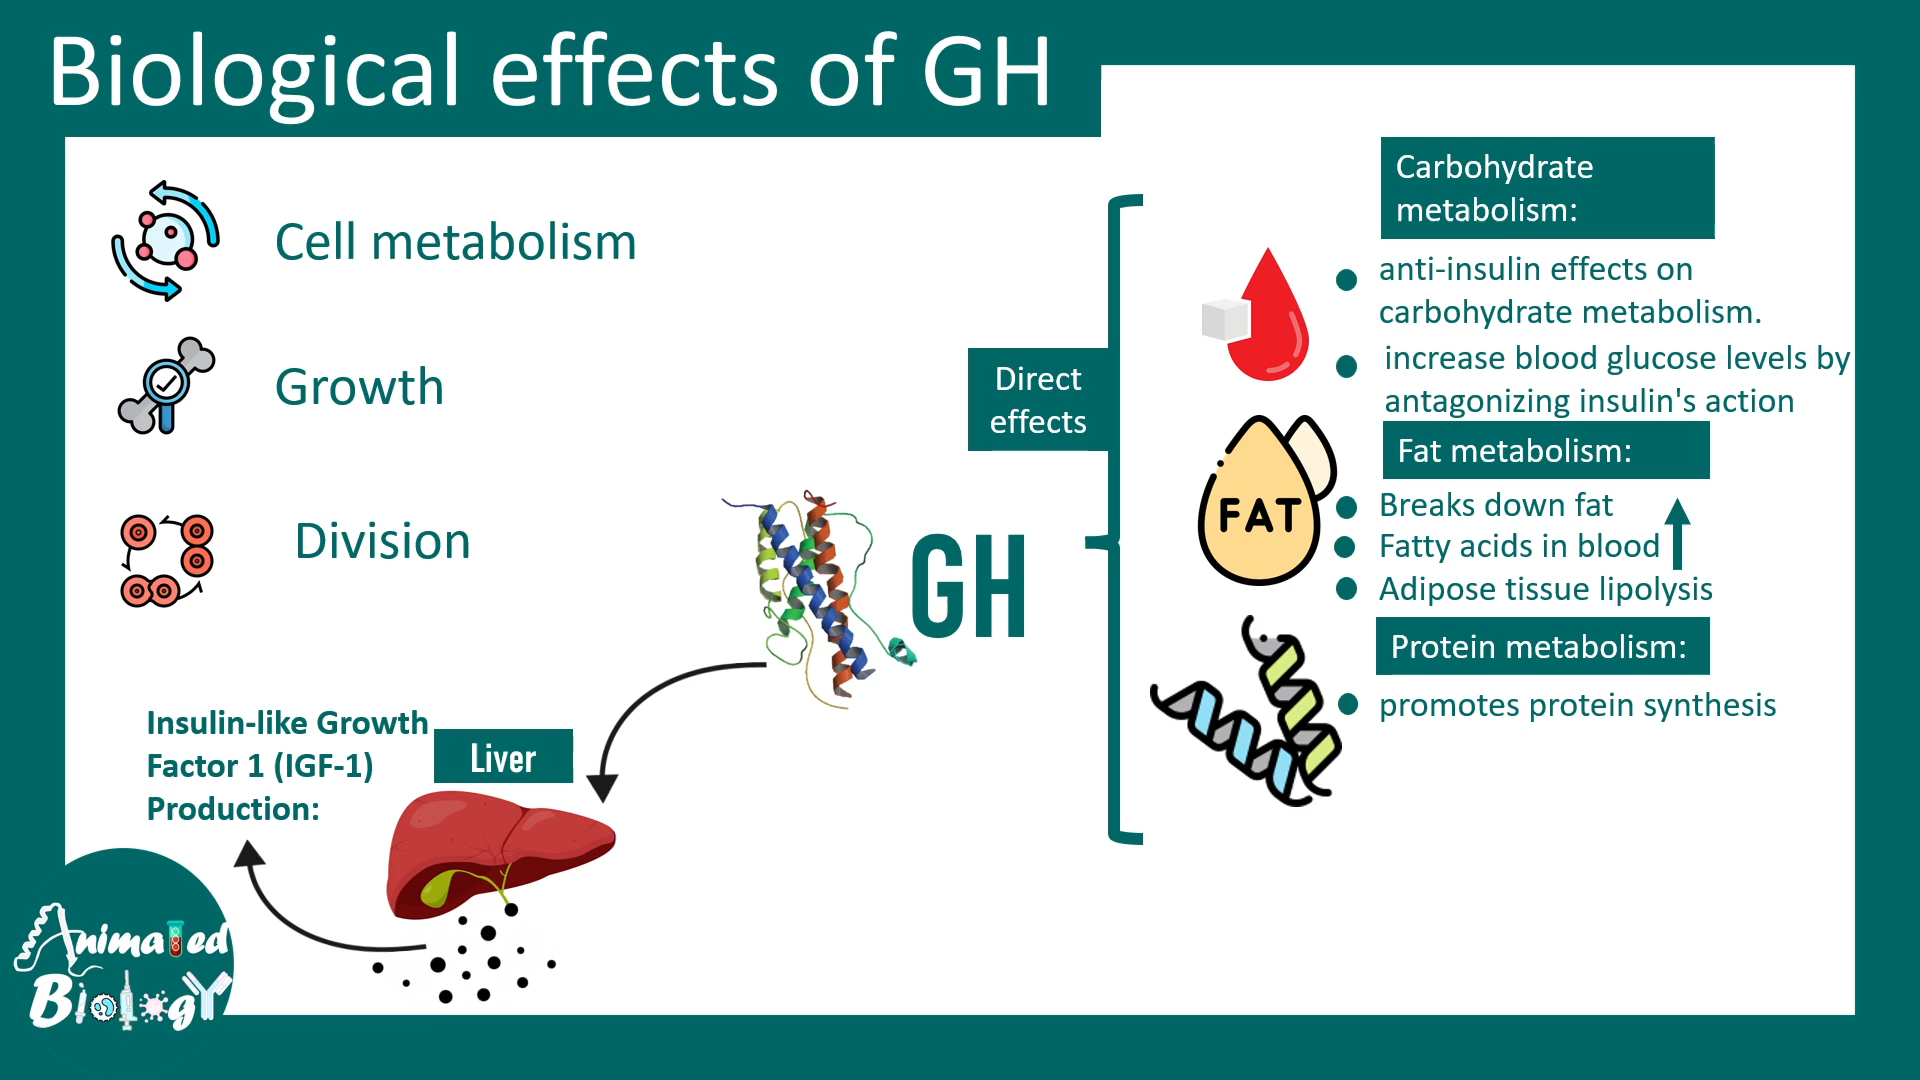 Biological effects of GH
Cell metabolism
Growth
Division
Insulin-like Growth
Factor 1 (IGF-1)
Production:
Liver
GH
Direct
effects
Carbohydrate
metabolism:
anti-insulin effects on
carbohydrate metabolism.
increase blood glucose levels by
antagonizing insulin's action
FAT
Fat metabolism:
Breaks down fat
Fatty acids in blood
Adipose tissue lipolysis
Protein metabolism:
promotes protein synthesis
Animated
Biology